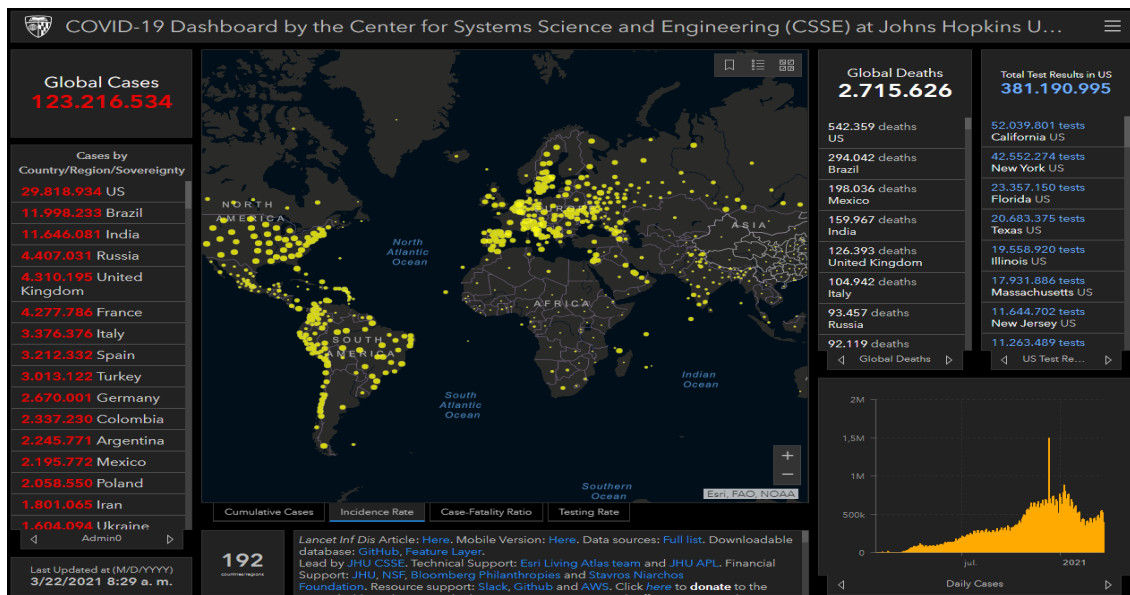 COVID-19 Dashboard by the Center for Systems Science and Engineering (CSSE) at Johns Hopkins U...
Global Cases
123.216.534
Cases by
Country/Region/Sovereignty
29.818.934 US
11.998.233 Brazil
11.646.081 India
4.407.031 Russia
4.310.195 United
Kingdom
4.277.786 France
3.376.376 Italy
3.212.332 Spain
3.013.122 Turkey
2.670.001 Germany
2.337.230 Colombia
2.245.771 Argentina
2.195.772 Mexico
2.058.550 Poland
1.801.065 Iran
1.604.094 Ukraine
Admin0
Last Updated at (M/D/YYYY)
3/22/2021 8:29 a. m.
NORTH
AMERICA
North
Atlantic
Ocean
EUROPE
ASIA
AFRICA
SOUTH
AMERICA
South
Atlantic
Ocean
Indian
Ocean
Southern
Ocean
Esri, FAO, NOAA
Cumulative Cases
Incidence Rate
Case-Fatality Ratio
Testing Rate
192
countries/regions
Lancet Inf Dis Article: Here. Mobile Version: Here. Data sources: Full list. Downloadable
database: GitHub, Feature Layer.
Lead by JHU CSSE. Technical Support: Esri Living Atlas team and JHU APL. Financial
Support: JHU, NSF, Bloomberg Philanthropies and Stavros Niarchos
Foundation. Resource support: Slack, Github and AWS. Click here to donate to the
Global Deaths
2.715.626
542.359 deaths
US
294.042 deaths
Brazil
198.036 deaths
Mexico
159.967 deaths
India
126.393 deaths
United Kingdom
104.942 deaths
Italy
93.457 deaths
Russia
92.119 deaths
Global Deaths
Total Test Results in US
381.190.995
52.039.801 tests
California US
42.552.274 tests
New York US
23.357.150 tests
Florida US
20.683.375 tests
Texas US
19.558.920 tests
Illinois US
17.931.886 tests
Massachusetts US
11.644.702 tests
New Jersey US
11.263.489 tests
US Test Re...
2M
1,5M
1M
500k
0
jul.
2021
Daily Cases